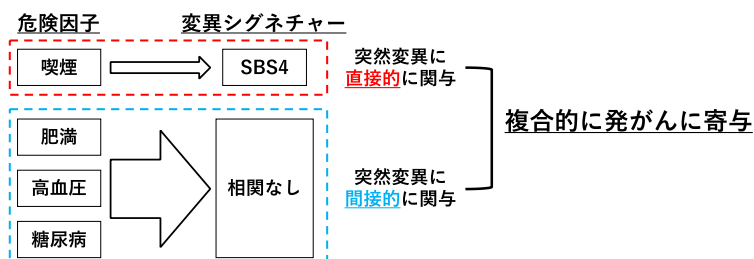 危険因子
変異シグネチャー
喫煙
SBS4
突然変異に
直接的に関与
肥満
高血圧
糖尿病
相関なし
突然変異に
間接的に関与
複合的に発がんに寄与